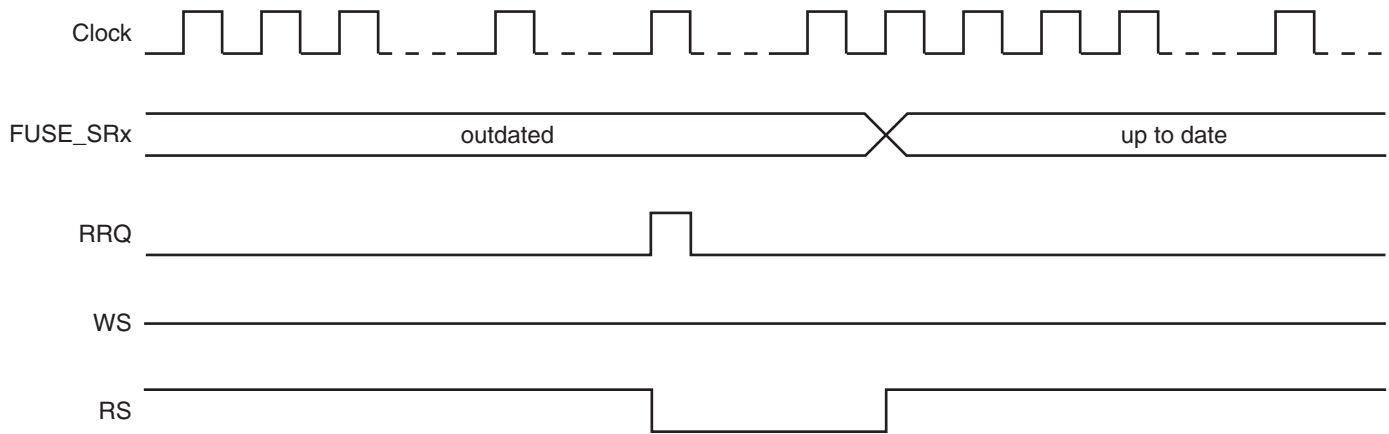 Clock
FUSE_SRx
outdated
up to date
RRQ
WS
RS